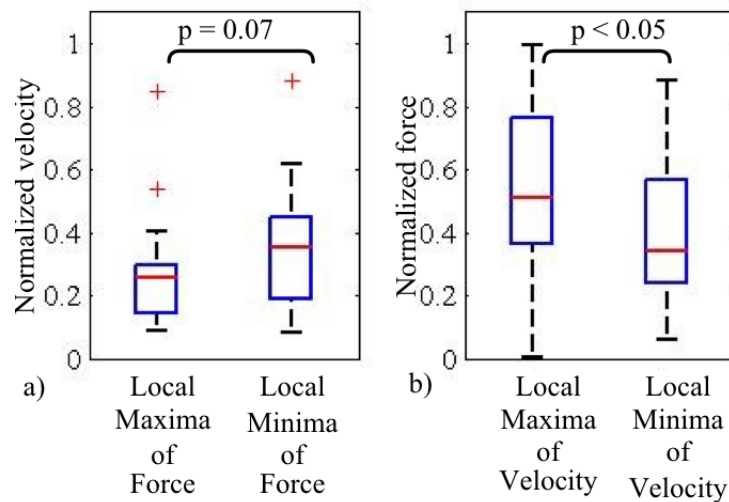 p = 0.07
1
0.8
0.6
0.4
0.2
0
Normalized velocity
a)
Local
Maxima
of
Force
Local
Minima
of
Force
p < 0.05
1
0.8
0.6
0.4
0.2
0
Normalized force
b)
Local
Maxima
of
Velocity
Local
Minima
of
Velocity